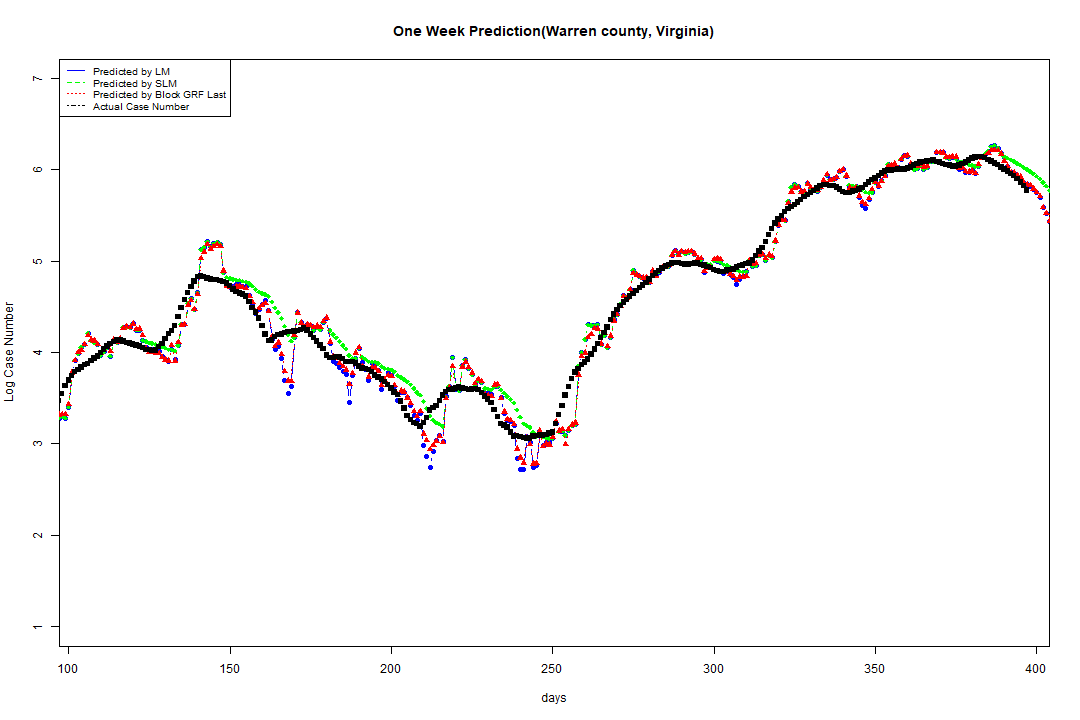 One Week Prediction(Warren county, Virginia)
Predicted by LM
Predicted by SLM
Predicted by Block GRF Last
Actual Case Number
7
6
5
4
3
2
1
Log Case Number
100 150 200 250 300 350 400
days